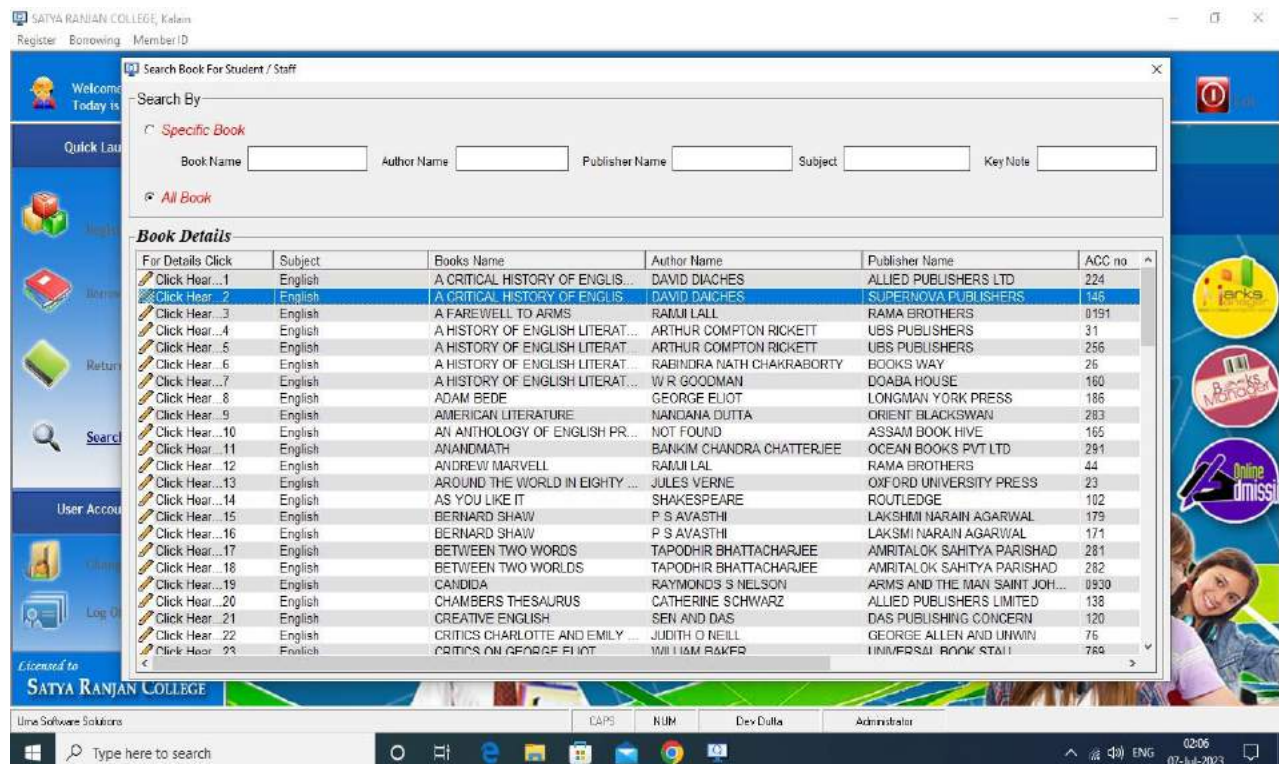 SATYA RANJAN COLLEGE, Kalain
Register Borrowing Member ID
Search Book For Student / Staff
Welcome
Today is
Search By
Specific Book
Quick Lau
Book Name Author Name Publisher Name Subject Key Note
All Book
Book Details
For Details Click Subject Books Name Author Name Publisher Name ACC no
Click Hear...1 English A CRITICAL HISTORY OF ENGLIS... DAVID DIACHES ALLIED PUBLISHERS LTD 224
Click Hear...2 English A CRITICAL HISTORY OF ENGLIS... DAVID DAICHES SUPERNOVA PUBLISHERS 146
Click Hear...3 English A FAREWELL TO ARMS RAMJI LALL RAMA BROTHERS 0191
Click Hear...4 English A HISTORY OF ENGLISH LITERAT... ARTHUR COMPTON RICKETT UBS PUBLISHERS 31
Click Hear...5 English A HISTORY OF ENGLISH LITERAT... ARTHUR COMPTON RICKETT UBS PUBLISHERS 256
Click Hear...6 English A HISTORY OF ENGLISH LITERAT... RABINDRA NATH CHAKRABORTY BOOKS WAY 26
Click Hear...7 English A HISTORY OF ENGLISH LITERAT... W R GOODMAN DOABA HOUSE 160
Click Hear...8 English ADAM BEDE GEORGE ELIOT LONGMAN YORK PRESS 186
Click Hear...9 English AMERICAN LITERATURE NANDANA DUTTA ORIENT BLACKSWAN 283
Click Hear...10 English AN ANTHOLOGY OF ENGLISH PR... NOT FOUND ASSAM BOOK HIVE 165
Click Hear...11 English ANANDMATH BANKIM CHANDRA CHATTERJEE OCEAN BOOKS PVT LTD 291
Click Hear...12 English ANDREW MARVELL RAMJI LAL RAMA BROTHERS 44
Click Hear...13 English AROUND THE WORLD IN EIGHTY ... JULES VERNE OXFORD UNIVERSITY PRESS 23
Click Hear...14 English AS YOU LIKE IT SHAKESPEARE ROUTLEDGE 102
Click Hear...15 English BERNARD SHAW P S AVASTHI LAKSHMI NARAIN AGARWAL 179
Click Hear...16 English BERNARD SHAW P S AVASTHI LAKSMI NARAIN AGARWAL 171
Click Hear...17 English BETWEEN TWO WORDS TAPODHIR BHATTACHARJEE AMRITALOK SAHITYA PARISHAD 281
Click Hear...18 English BETWEEN TWO WORLDS TAPODHIR BHATTACHARJEE AMRITALOK SAHITYA PARISHAD 282
Click Hear...19 English CANDIDA RAYMONDS S NELSON ARMS AND THE MAN SAINT JOH... 0930
Click Hear...20 English CHAMBERS THESAURUS CATHERINE SCHWARZ ALLIED PUBLISHERS LIMITED 138
Click Hear...21 English CREATIVE ENGLISH SEN AND DAS DAS PUBLISHING CONCERN 120
Click Hear...22 English CRITICS CHARLOTTE AND EMILY ... JUDITH O NEILL GEORGE ALLEN AND UNWIN 76
Click Hear...23 English CRITICS ON GEORGE ELIOT WILLIAM BAKER UNIVERSAL BOOK STALL 769
Return
Searcl
User Accou
Log O
Licensed to
SATYA RANJAN COLLEGE
Books
Manager
Online
dmissi
Uma Software Solutions CAPS NUM Dev Dutta Administrator
Type here to search ENG 02:06
07-Jul-2023